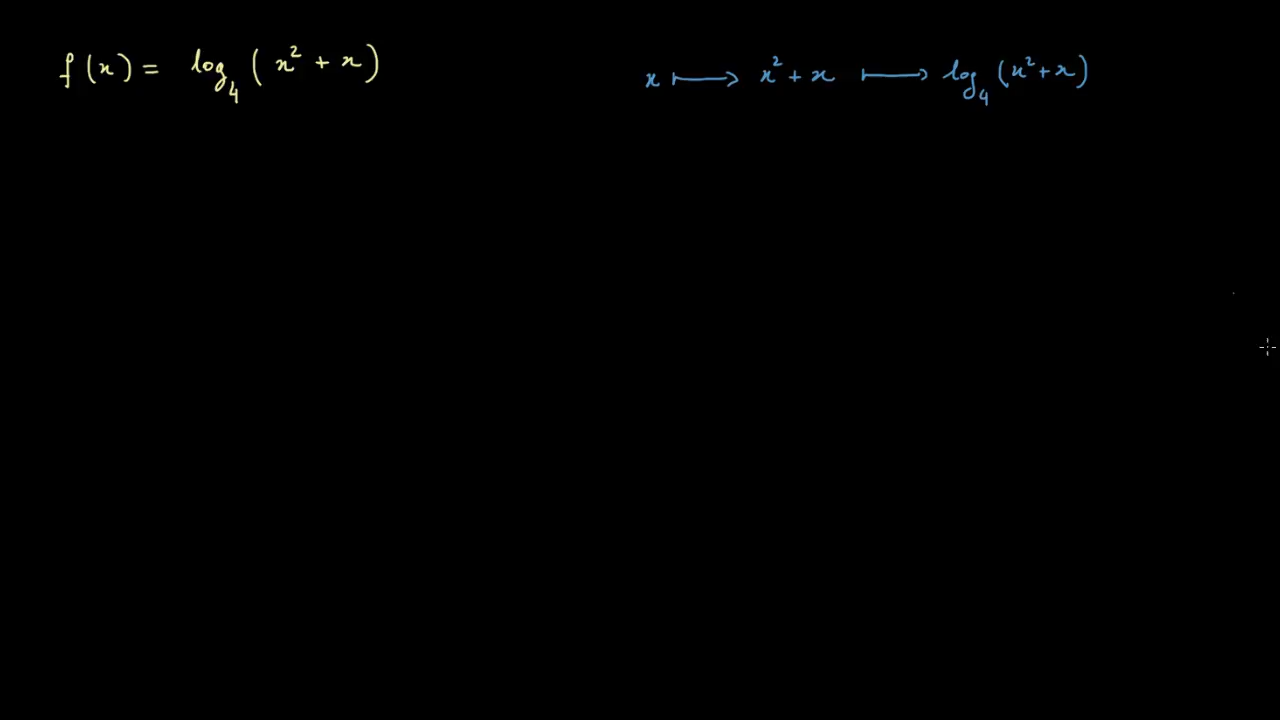 f(x) = log₄(x² + x)
x ⟼ x² + x ⟼ log₄(x² + x)